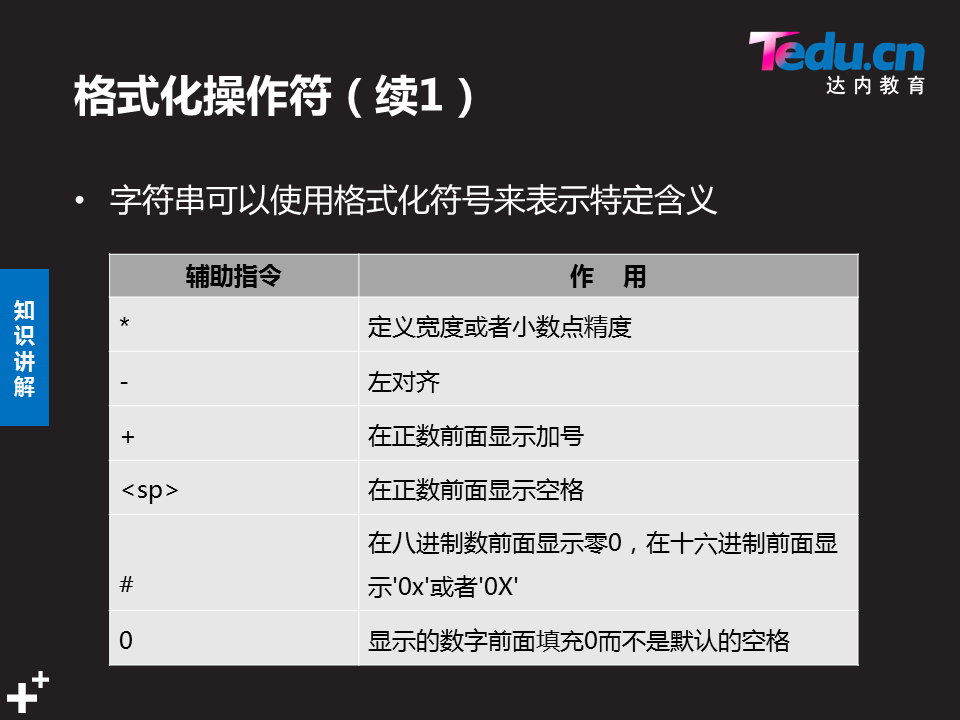 Tedu.cn
达内教育
格式化操作符（续1）
• 字符串可以使用格式化符号来表示特定含义
知
识
讲
解
辅助指令 作 用
* 定义宽度或者小数点精度
- 左对齐
+ 在正数前面显示加号
<sp> 在正数前面显示空格
# 在八进制数前面显示零0，在十六进制前面显
示'0x'或者'0X'
0 显示的数字前面填充0而不是默认的空格